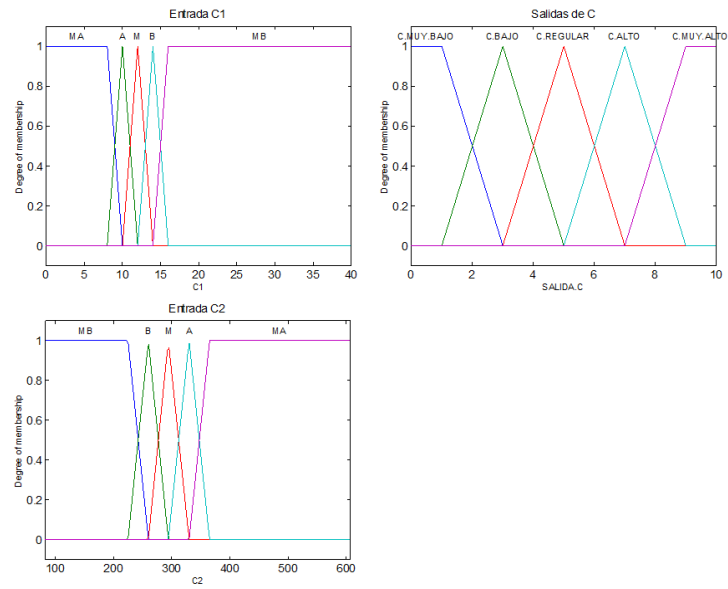 Entrada C1
MA A M B MB
1
0.8
0.6
0.4
0.2
0
Degree of membership
0 5 10 15 20 25 30 35 40
C1
Salidas de C
C.MUY.BAJO C.BAJO C.REGULAR C.ALTO C.MUY.ALTO
1
0.8
0.6
0.4
0.2
0
Degree of membership
0 2 4 6 8 10
SALIDA.C
Entrada C2
MB B M A MA
1
0.8
0.6
0.4
0.2
0
Degree of membership
100 200 300 400 500 600
C2